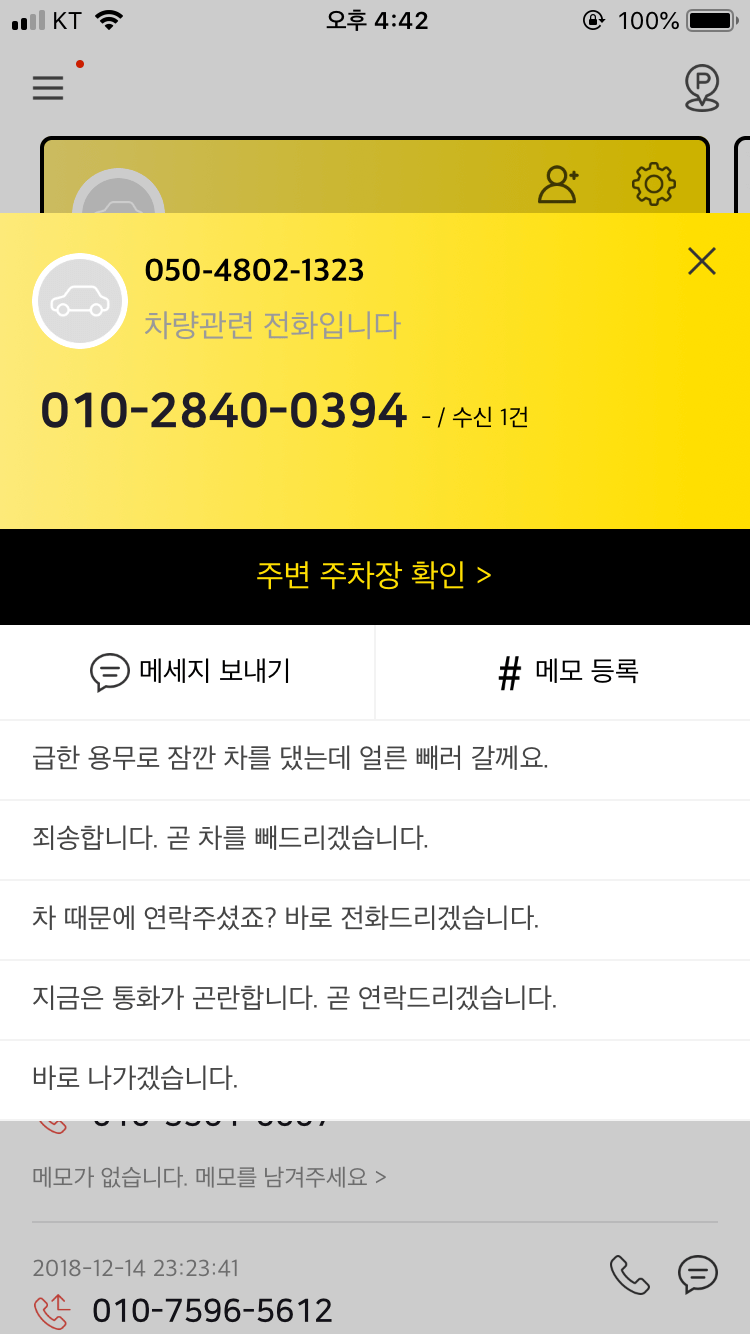 KT
오후 4:42
100%
P
050-4802-1323
차량관련 전화입니다
010-2840-0394 - / 수신 1건
주변 주차장 확인 >
메세지 보내기
# 메모 등록
급한 용무로 잠깐 차를 댔는데 얼른 빼러 갈께요.
죄송합니다. 곧 차를 빼드리겠습니다.
차 때문에 연락주셨죠? 바로 전화드리겠습니다.
지금은 통화가 곤란합니다. 곧 연락드리겠습니다.
바로 나가겠습니다.
메모가 없습니다. 메모를 남겨주세요 >
2018-12-14 23:23:41
010-7596-5612